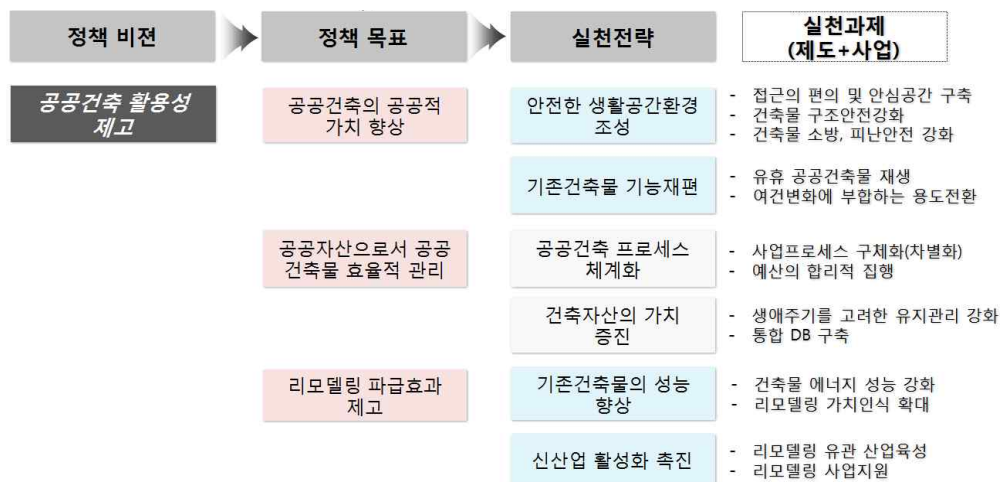 정책 비젼
정책 목표
실천전략
실천과제
(제도+사업)
공공건축 활용성
제고
공공건축의 공공적
가치 향상
안전한 생활공간환경
조성
- 접근의 편의 및 안심공간 구축
- 건축물 구조안전강화
- 건축물 소방, 피난안전 강화
기존건축물 기능재편
- 유휴 공공건축물 재생
- 여건변화에 부합하는 용도전환
공공자산으로서 공공
건축물 효율적 관리
공공건축 프로세스
체계화
- 사업프로세스 구체화(차별화)
- 예산의 합리적 집행
건축자산의 가치
증진
- 생애주기를 고려한 유지관리 강화
- 통합 DB 구축
리모델링 파급효과
제고
기존건축물의 성능
향상
- 건축물 에너지 성능 강화
- 리모델링 가치인식 확대
신산업 활성화 촉진
- 리모델링 유관 산업육성
- 리모델링 사업지원